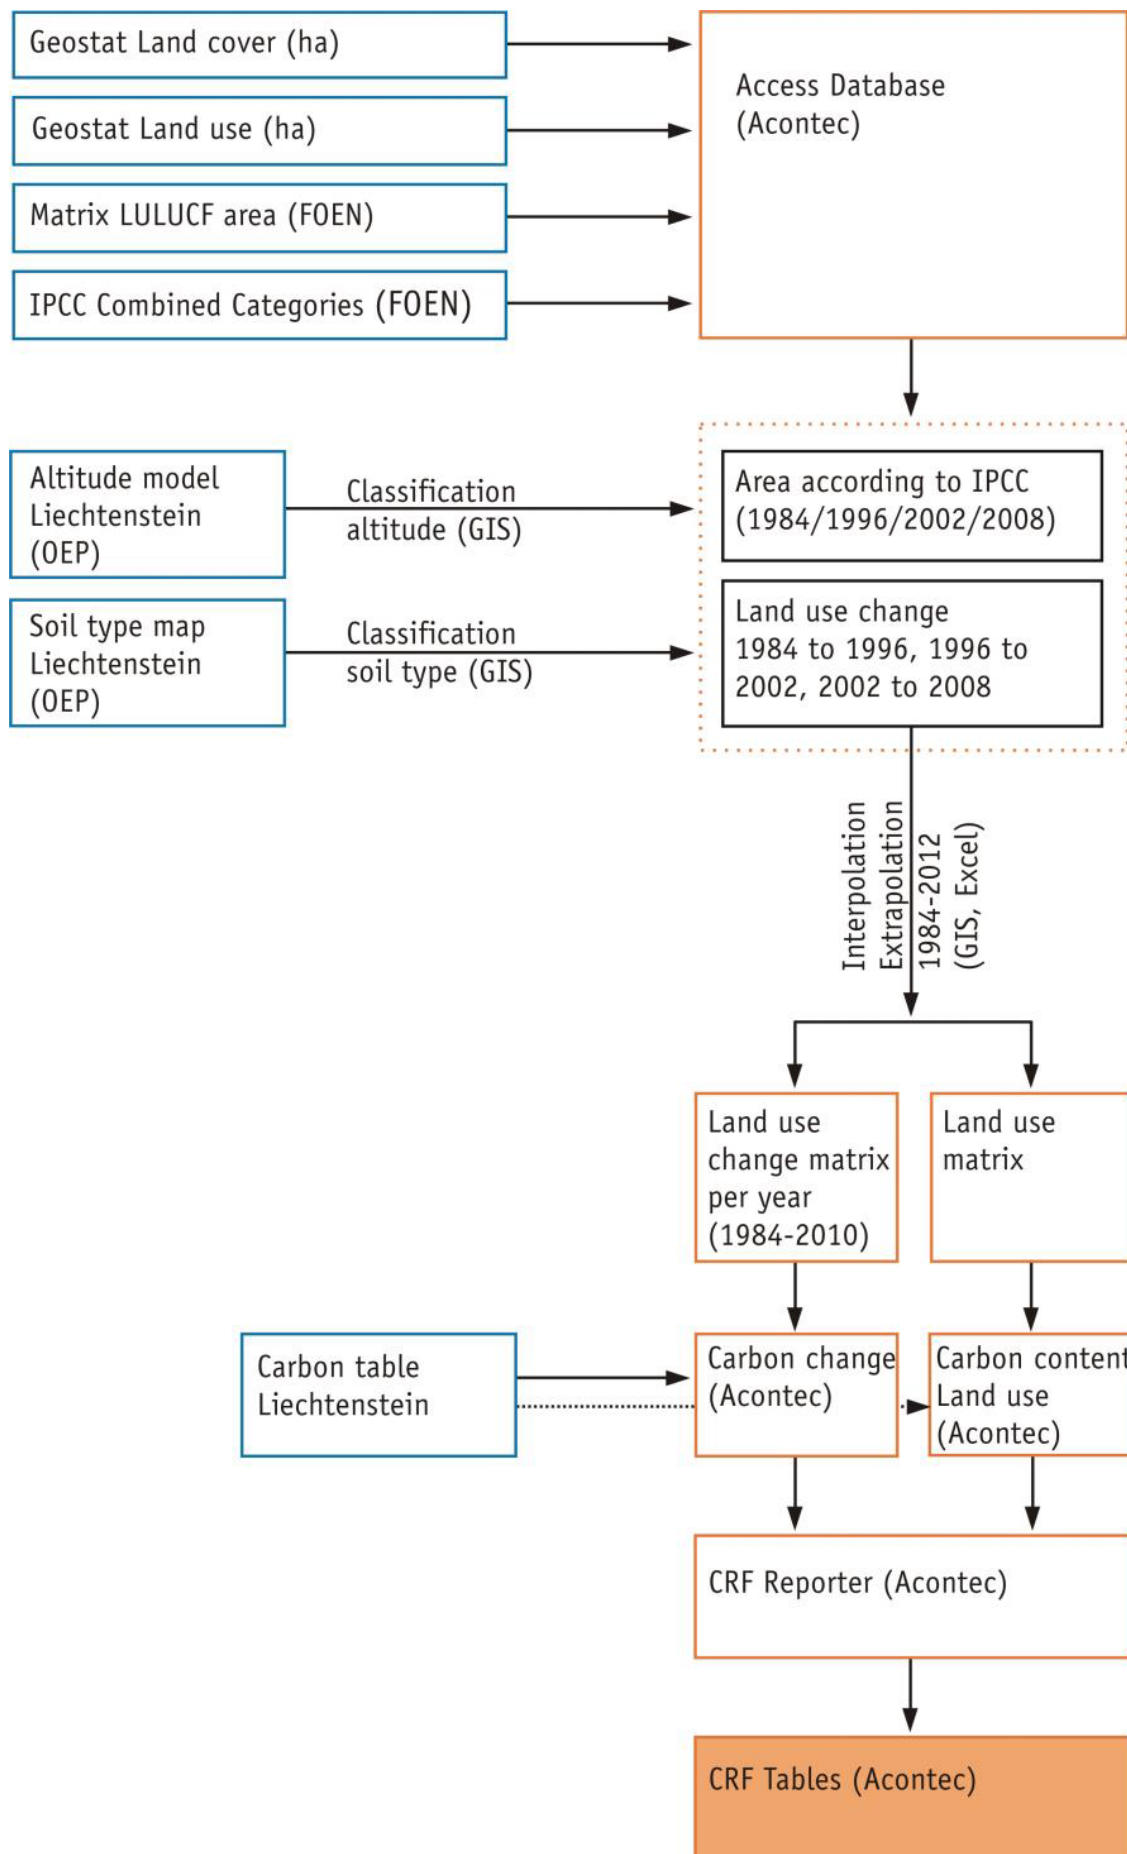 Geostat Land cover (ha)
Geostat Land use (ha)
Matrix LULUCF area (FOEN)
IPCC Combined Categories (FOEN)
Access Database
(Acontec)
Altitude model
Liechtenstein
(OEP)
Classification
altitude (GIS)
Area according to IPCC
(1984/1996/2002/2008)
Soil type map
Liechtenstein
(OEP)
Classification
soil type (GIS)
Land use change
1984 to 1996, 1996 to
2002, 2002 to 2008
Interpolation
Extrapolation
1984-2012
(GIS, Excel)
Land use
change matrix
per year
(1984-2010)
Land use
matrix
Carbon table
Liechtenstein
Carbon change
(Acontec)
Carbon content
Land use
(Acontec)
CRF Reporter (Acontec)
CRF Tables (Acontec)